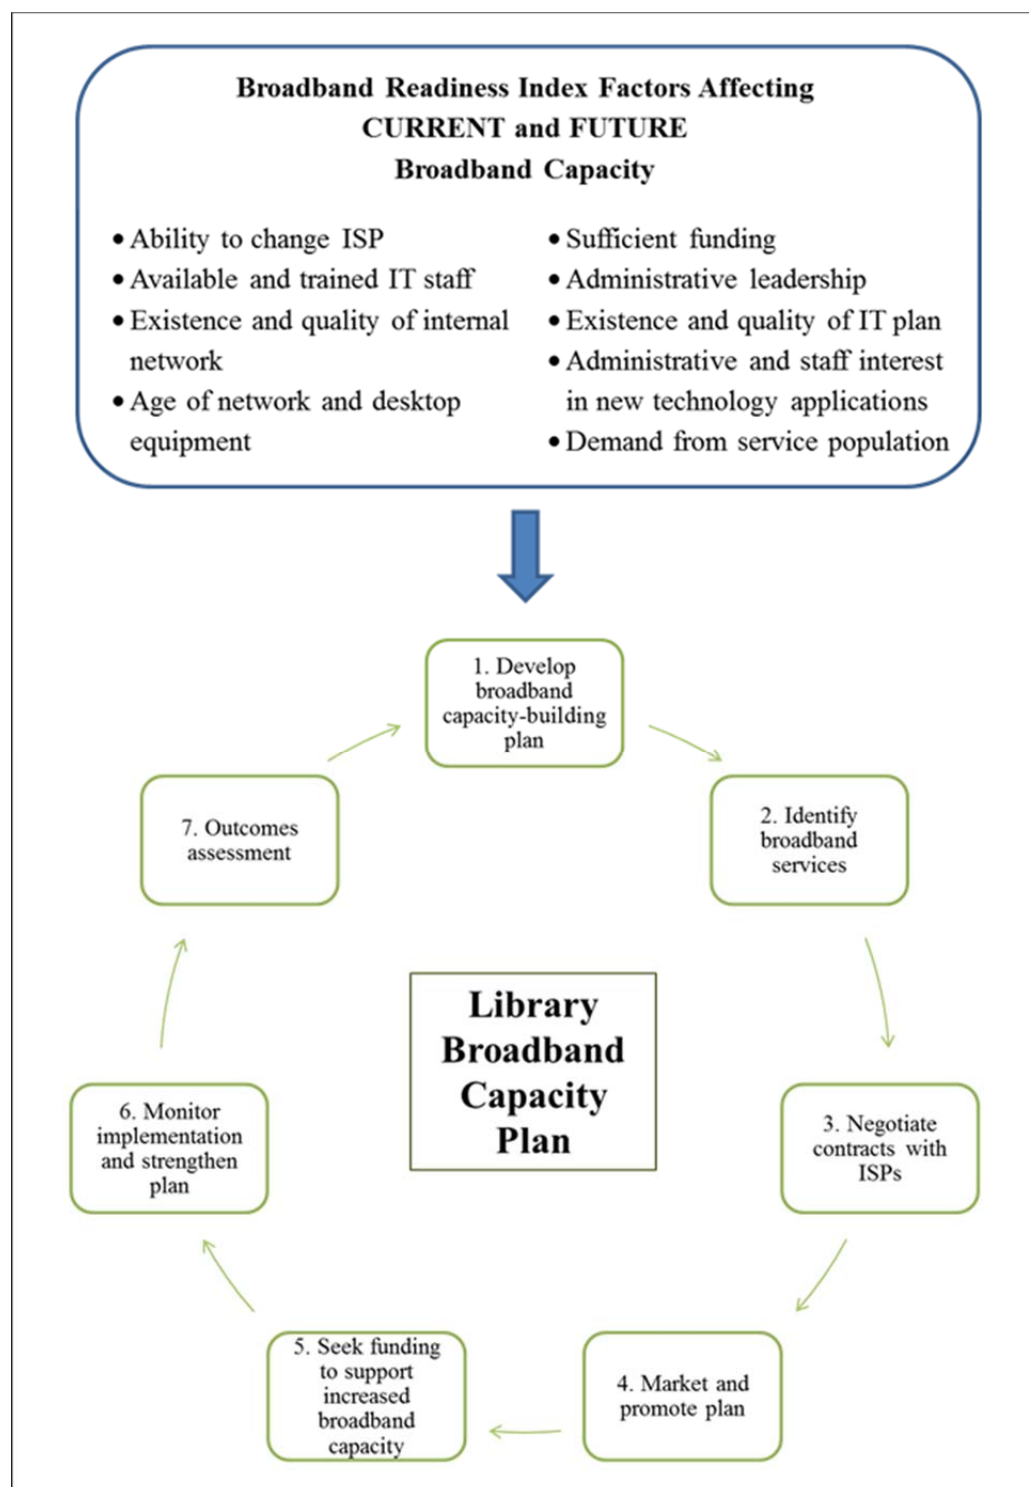 Broadband Readiness Index Factors Affecting
CURRENT and FUTURE
Broadband Capacity
• Ability to change ISP
• Available and trained IT staff
• Existence and quality of internal
network
• Age of network and desktop
equipment
• Sufficient funding
• Administrative leadership
• Existence and quality of IT plan
• Administrative and staff interest
in new technology applications
• Demand from service population
1. Develop
broadband
capacity-building
plan
2. Identify
broadband
services
3. Negotiate
contracts with
ISPs
4. Market and
promote plan
5. Seek funding
to support
increased
broadband
capacity
6. Monitor
implementation
and strengthen
plan
7. Outcomes
assessment
Library
Broadband
Capacity
Plan